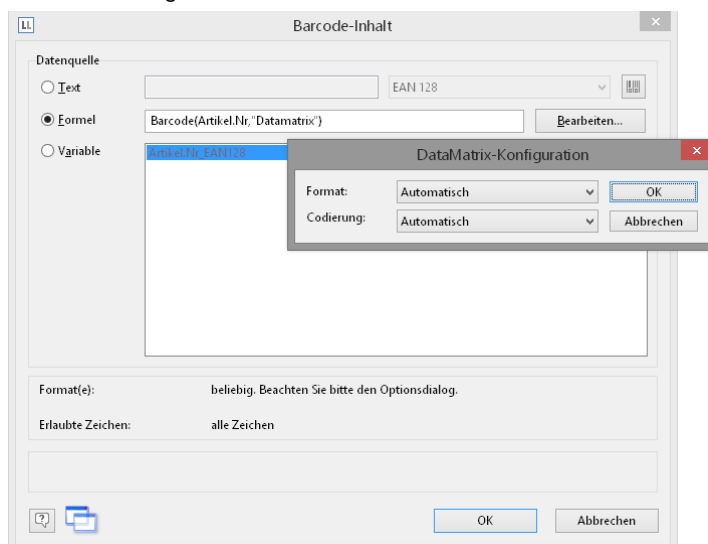 LL Barcode-Inhalt
Datenquelle
Text EAN 128
Formel Barcode(Artikel.Nr,"Datamatrix") Bearbeiten...
Variable Artikel.Nr_EAN128
DataMatrix-Konfiguration
Format: Automatisch OK
Codierung: Automatisch Abbrechen
Format(e): beliebig. Beachten Sie bitte den Optionsdialog.
Erlaubte Zeichen: alle Zeichen
OK Abbrechen